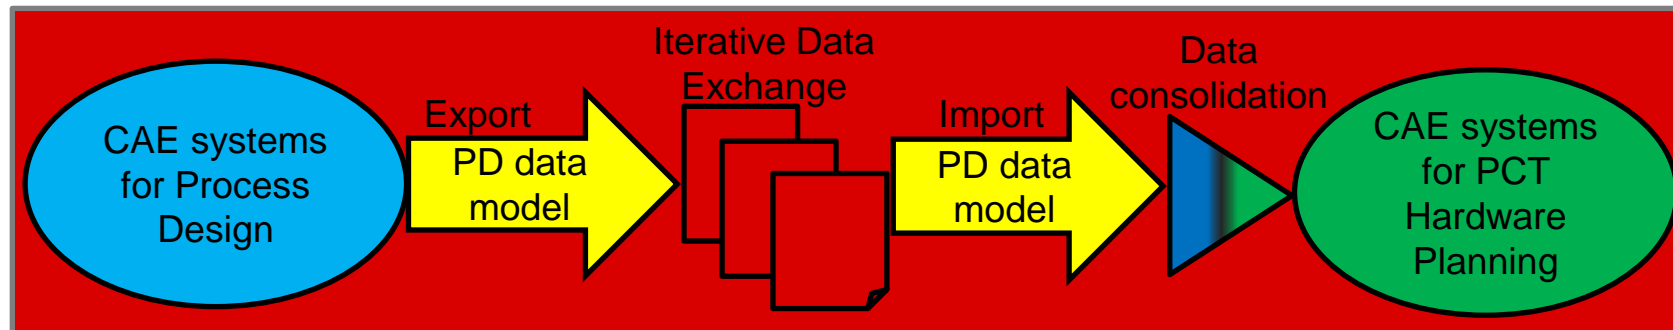 CAE systems
for Process
Design
Export
PD data
model
Iterative Data
Exchange
Import
PD data
model
Data
consolidation
CAE systems
for PCT
Hardware
Planning